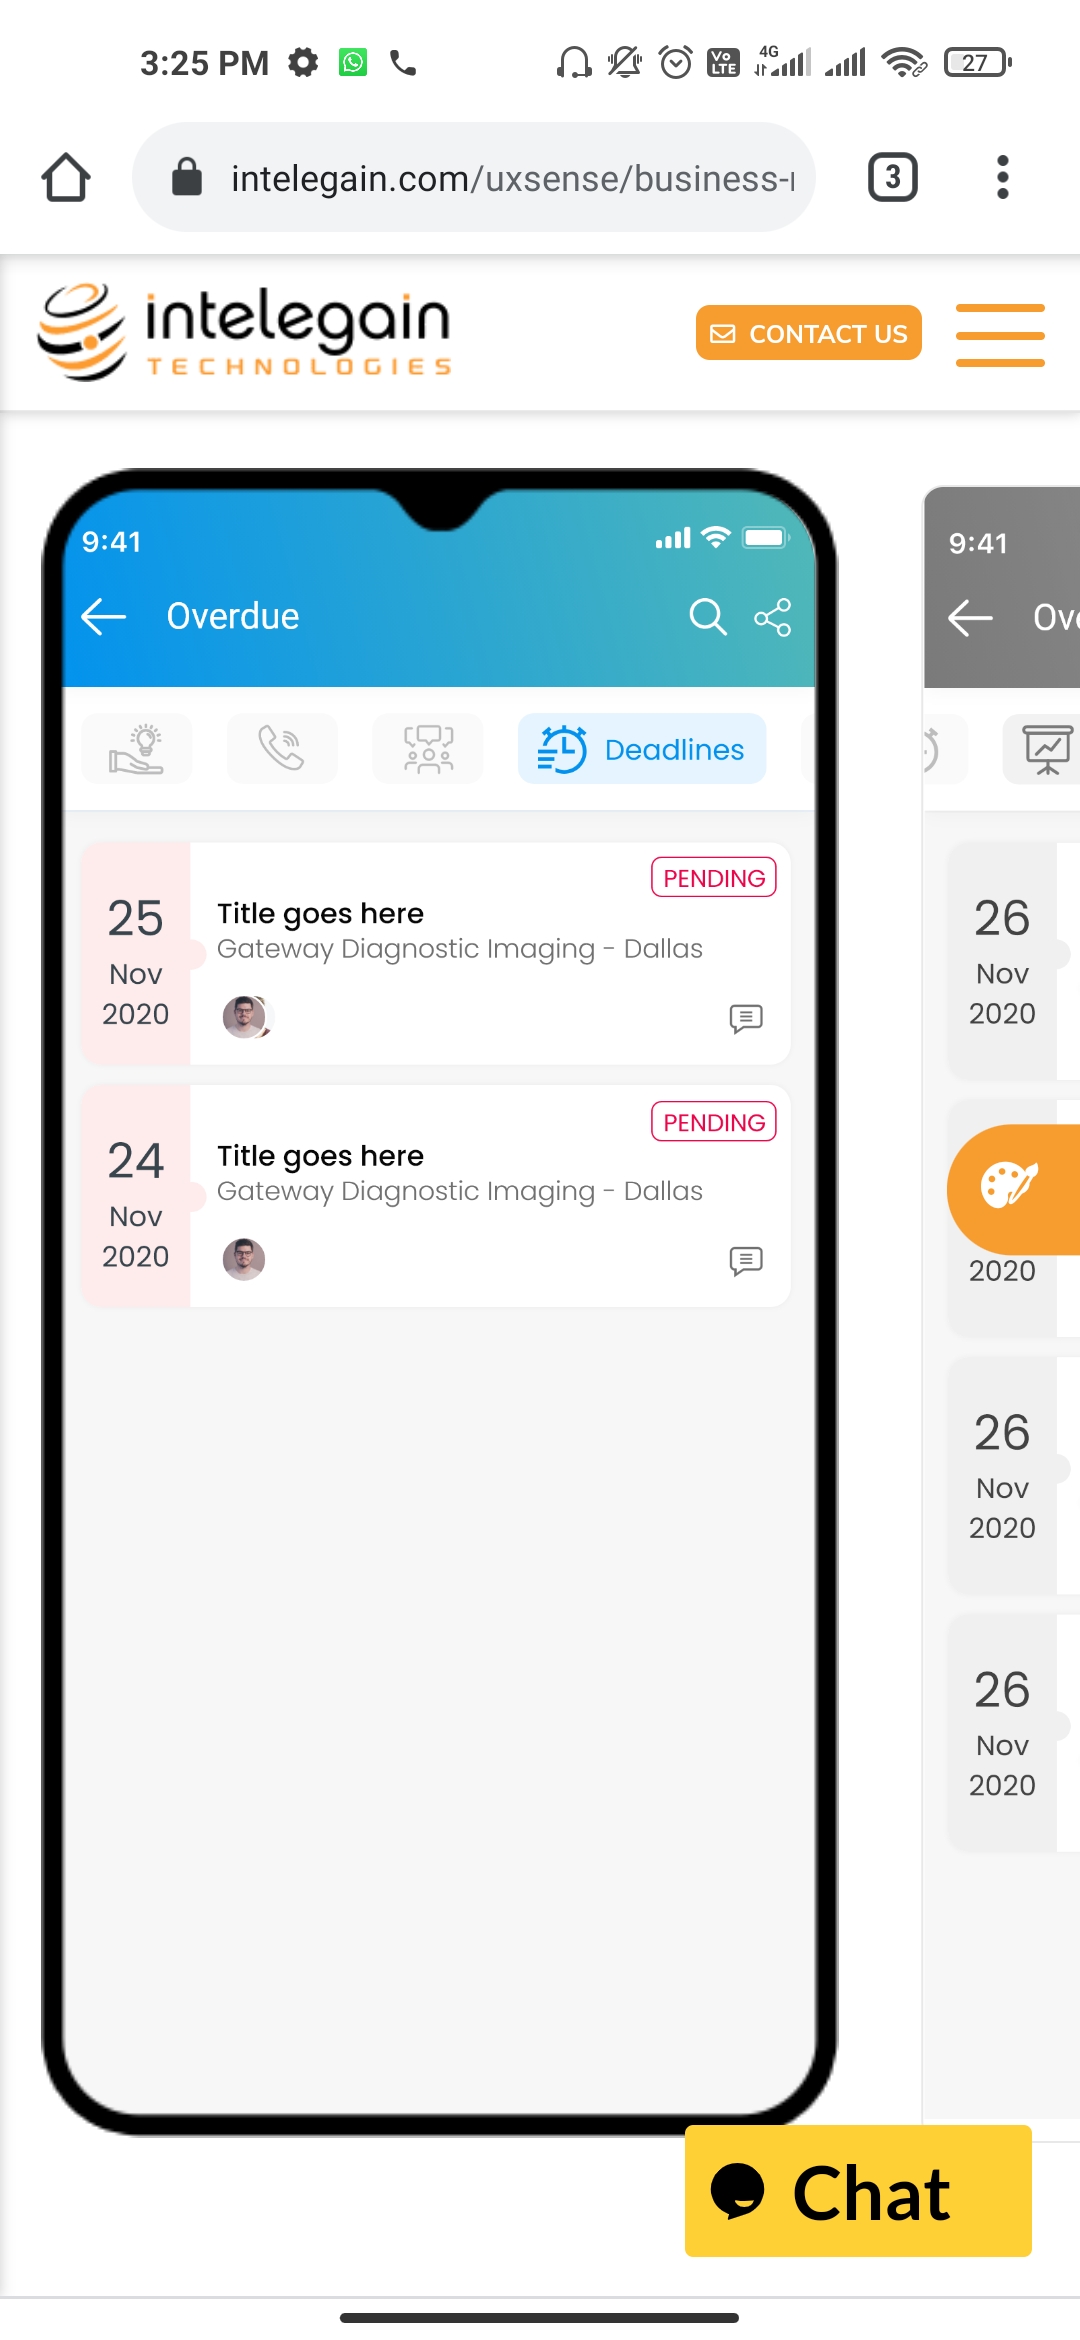 3:25 PM
Vo LTE
4G
27
intelegain.com/uxsense/business-
3
intelegain
TECHNOLOGIES
CONTACT US
9:41
Overdue
Deadlines
PENDING
25
Nov
2020
Title goes here
Gateway Diagnostic Imaging - Dallas
PENDING
24
Nov
2020
Title goes here
Gateway Diagnostic Imaging - Dallas
9:41
26
Nov
2020
2020
26
Nov
2020
26
Nov
2020
Chat